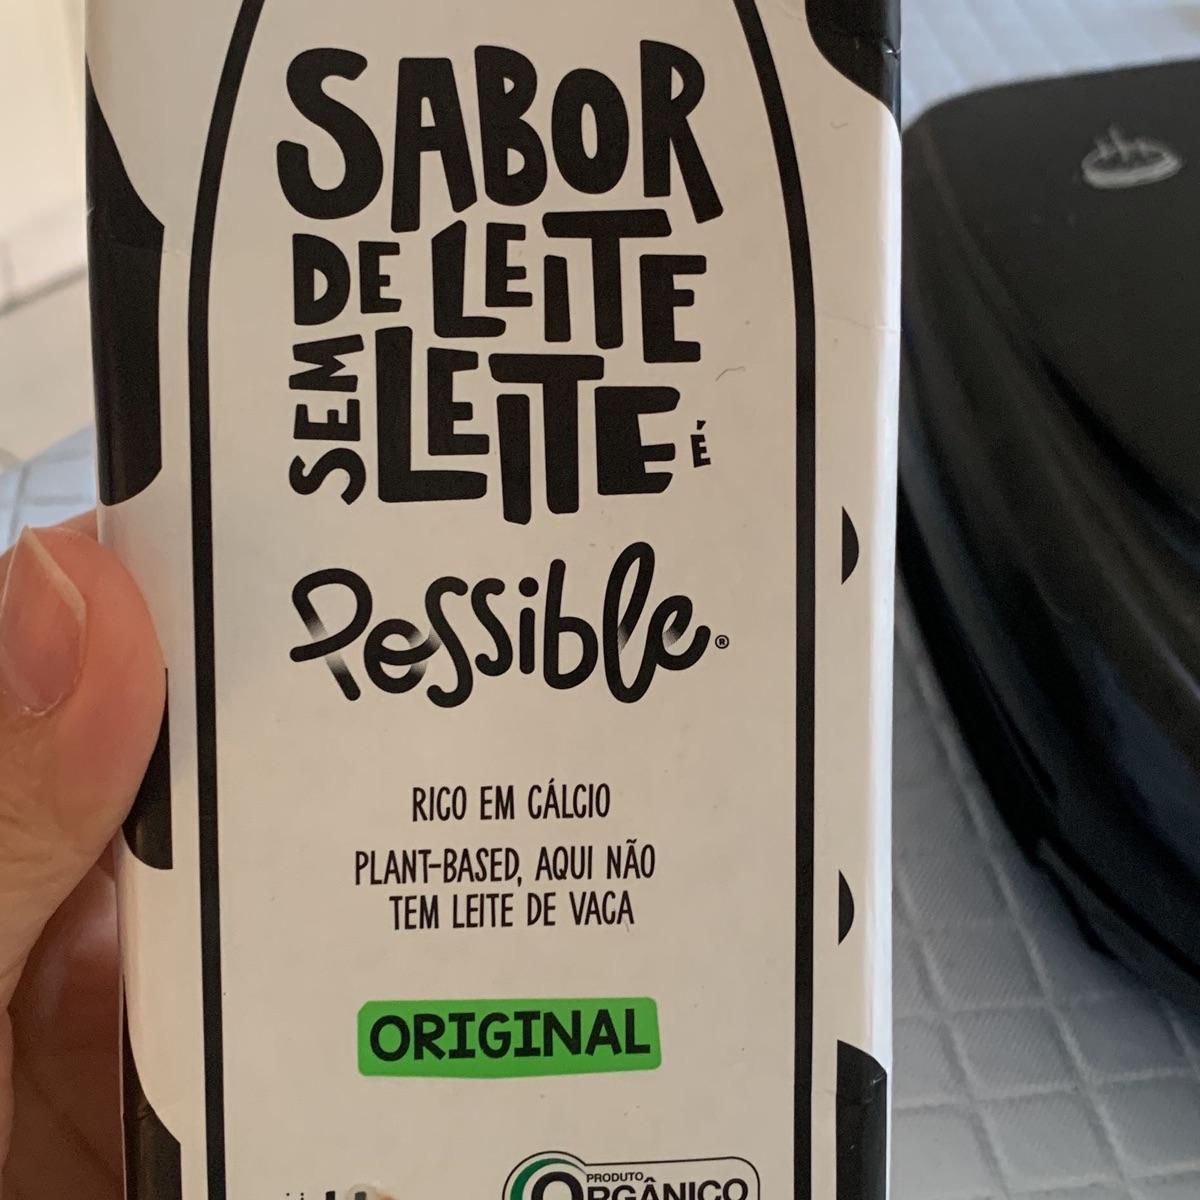 SABOR
DE LEITE
SEM LEITE É
Possible®
RICO EM CÁLCIO
PLANT-BASED, AQUI NÃO
TEM LEITE DE VACA
ORIGINAL
PRODUTO
ORGÂNICO